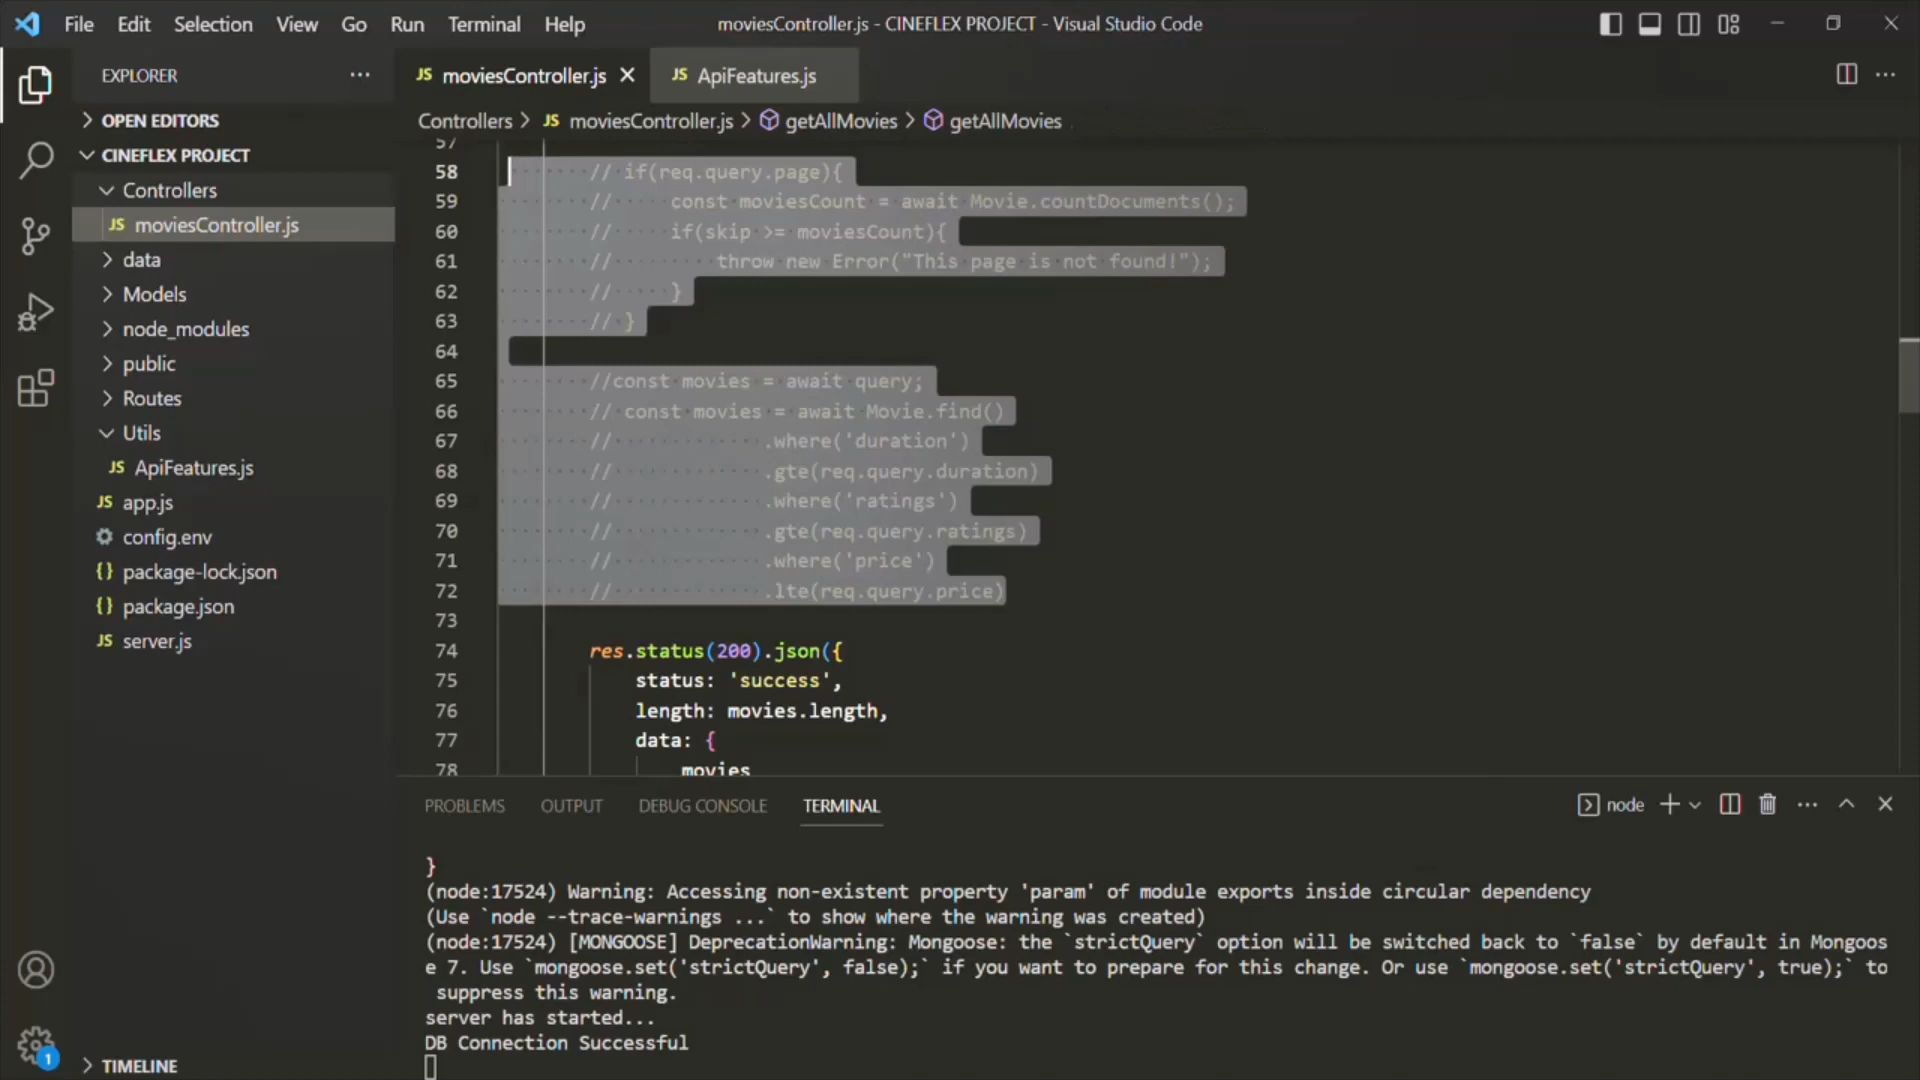 File Edit Selection View Go Run Terminal Help
moviesController.js - CINEFLEX PROJECT - Visual Studio Code
EXPLORER
OPEN EDITORS
CINEFLEX PROJECT
Controllers
JS moviesController.js
data
Models
node_modules
public
Routes
Utils
JS ApiFeatures.js
JS app.js
config.env
{} package-lock.json
{} package.json
JS server.js
1
TIMELINE
JS moviesController.js
JS ApiFeatures.js
Controllers > JS moviesController.js > getAllMovies > getAllMovies
57
58 // if(req.query.page){
59 //     const moviesCount = await Movie.countDocuments();
60 //     if(skip >= moviesCount){
61 //         throw new Error("This page is not found!");
62 //     }
63 // }
64
65 //const movies = await query;
66 // const movies = await Movie.find()
67 //             .where('duration')
68 //             .gte(req.query.duration)
69 //             .where('ratings')
70 //             .gte(req.query.ratings)
71 //             .where('price')
72 //             .lte(req.query.price)
73
74 res.status(200).json({
75     status: 'success',
76     length: movies.length,
77     data: {
78         movies
PROBLEMS OUTPUT DEBUG CONSOLE TERMINAL
node
}
(node:17524) Warning: Accessing non-existent property 'param' of module exports inside circular dependency
(Use `node --trace-warnings ...` to show where the warning was created)
(node:17524) [MONGOOSE] DeprecationWarning: Mongoose: the `strictQuery` option will be switched back to `false` by default in Mongoos
e 7. Use `mongoose.set('strictQuery', false);` if you want to prepare for this change. Or use `mongoose.set('strictQuery', true);` to
suppress this warning.
server has started...
DB Connection Successful